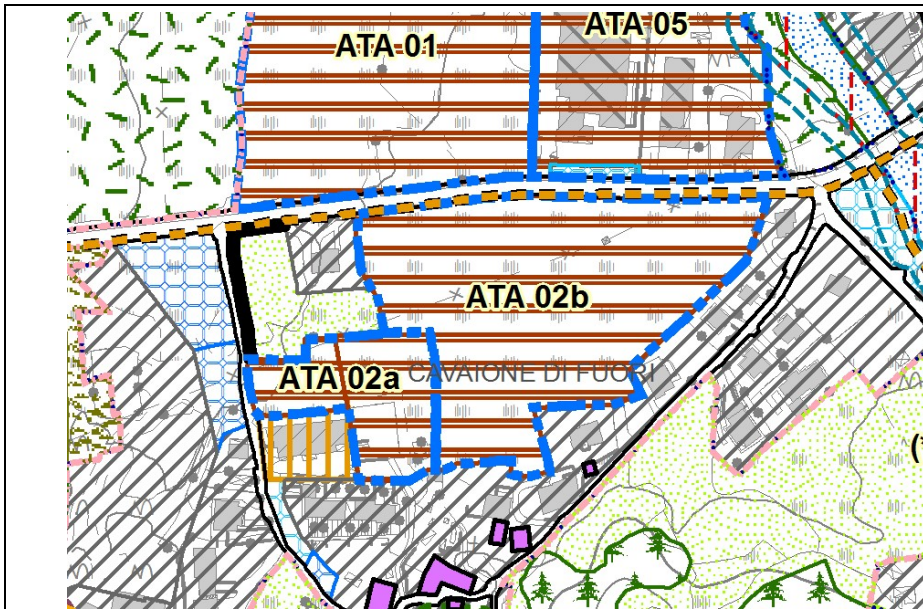 ATA 01
ATA 05
ATA 02b
ATA 02a
CAVAIONE DI FUORI
(